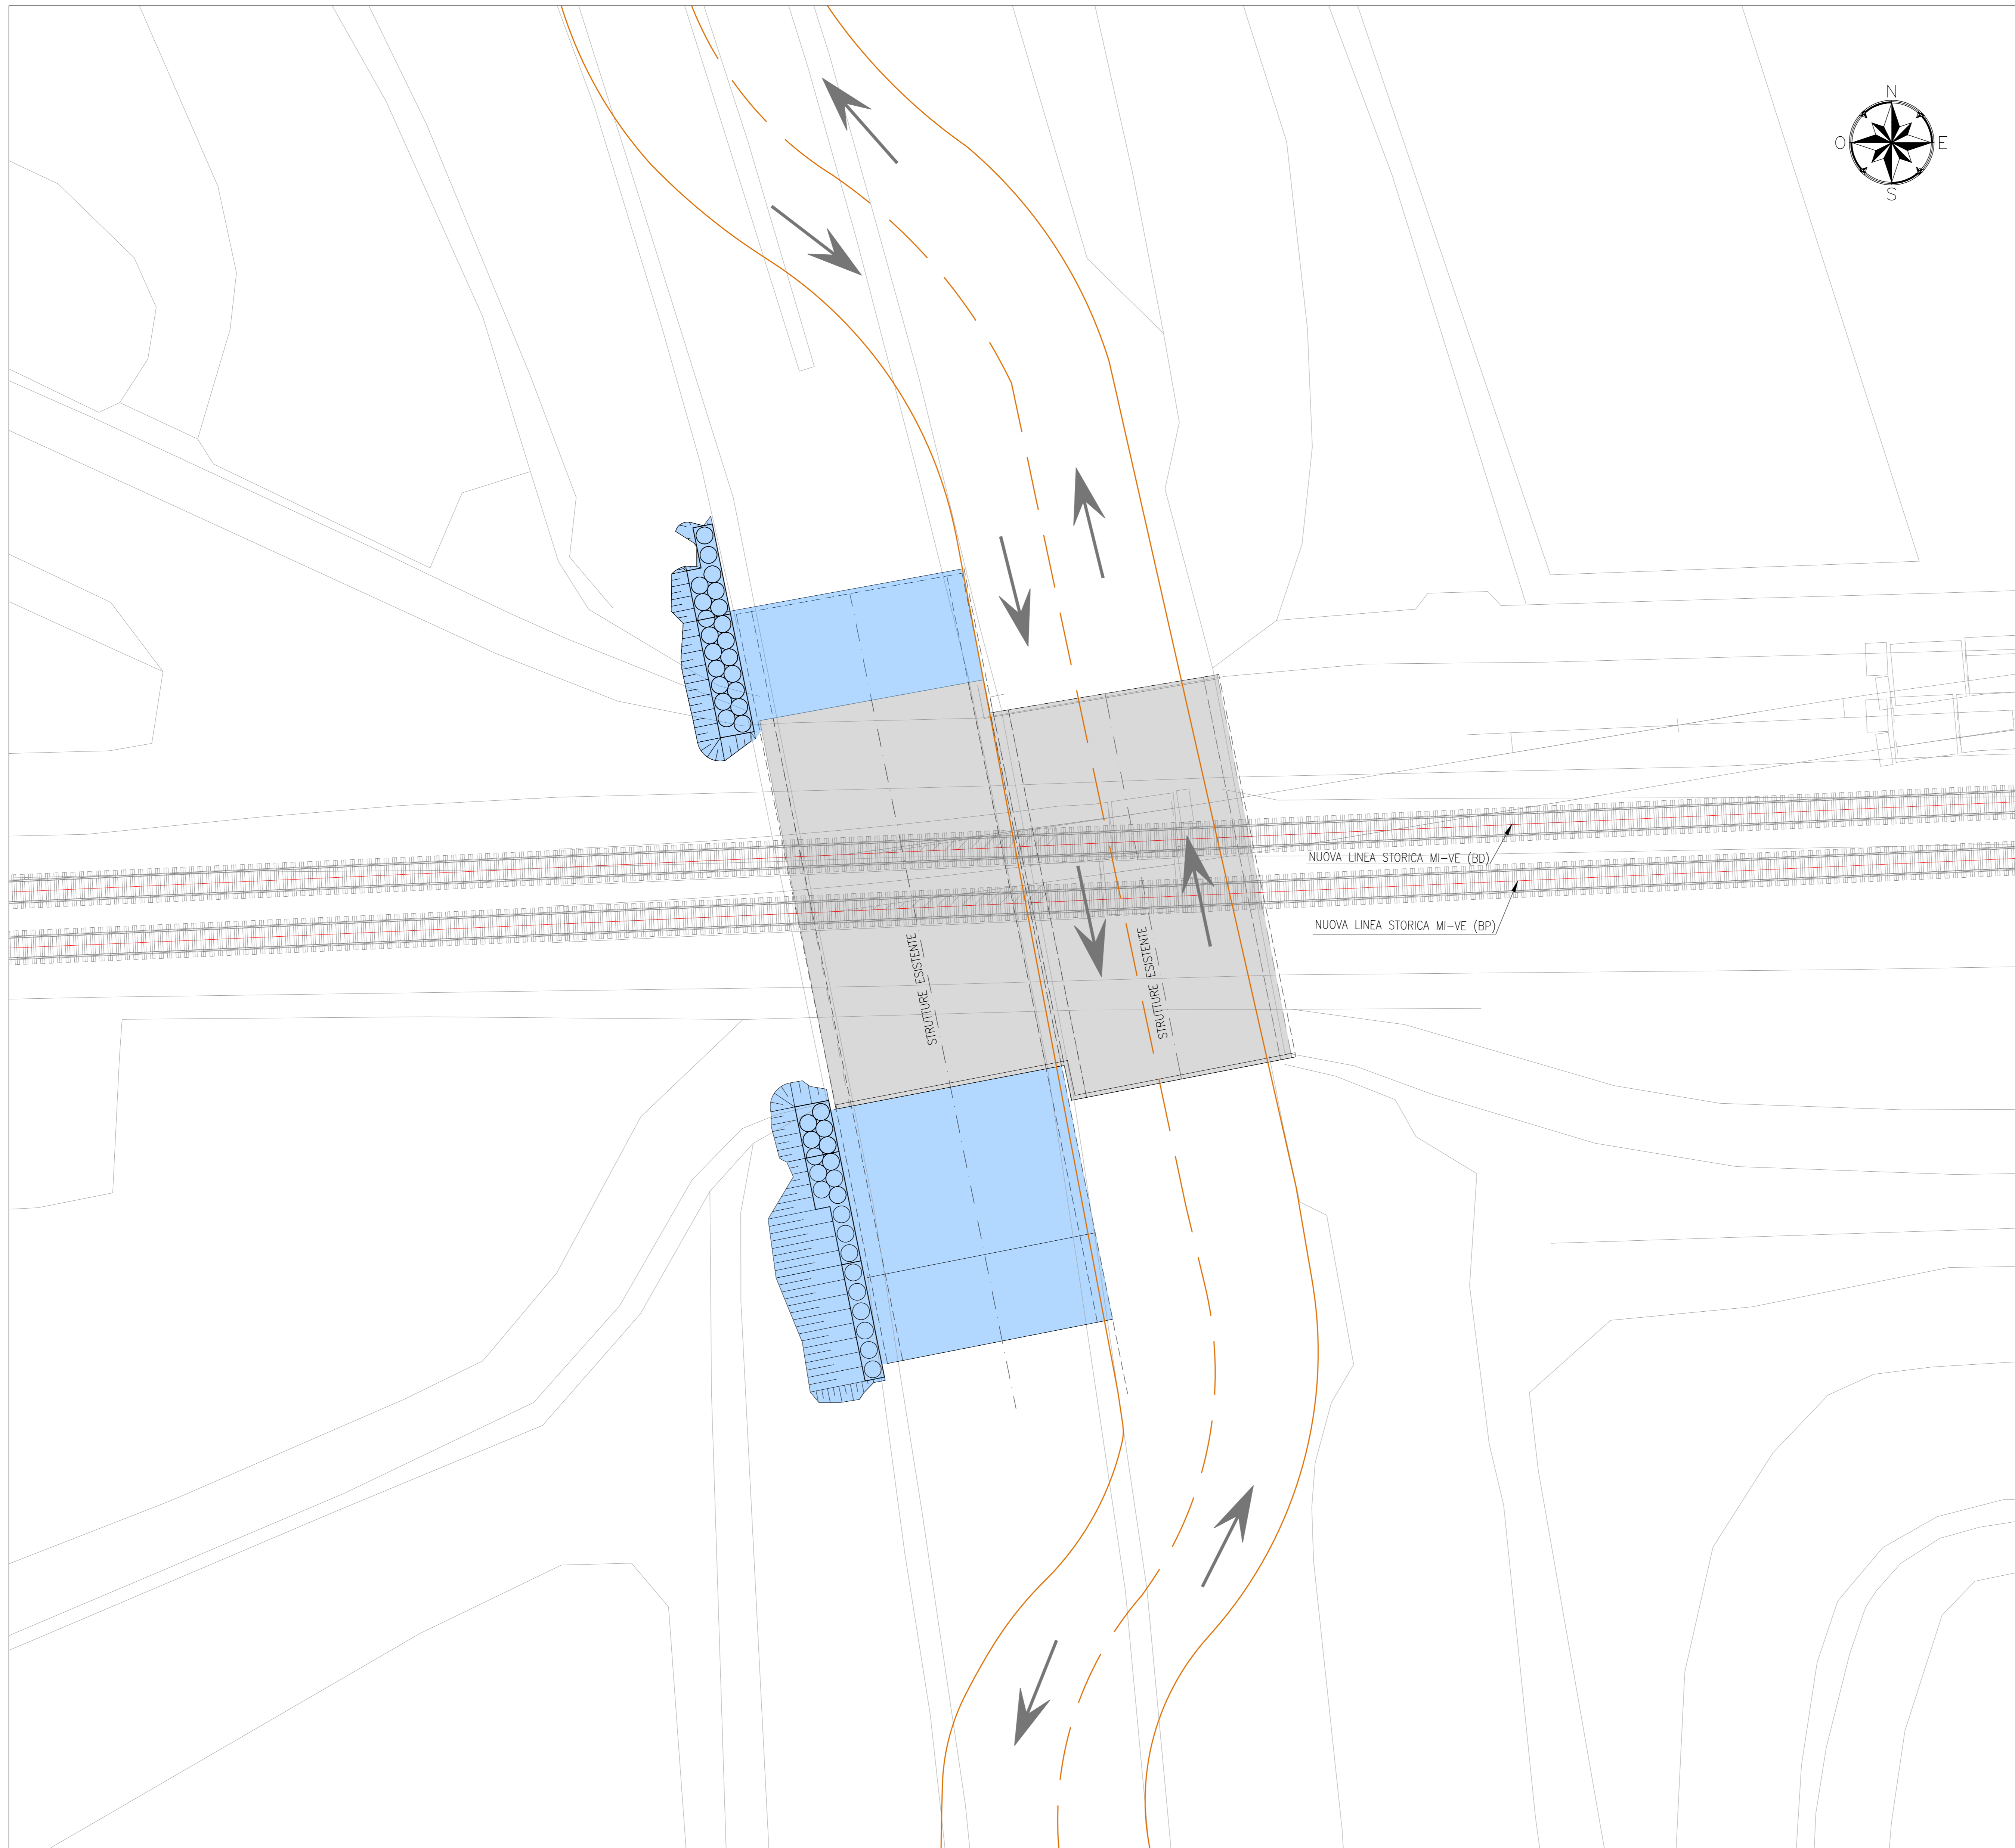 N
O
E
S
NUOVA LINEA STORICA MI-VE (BD)
NUOVA LINEA STORICA MI-VE (BP)
STRUTTURE ESISTENTE
STRUTTURE ESISTENTE